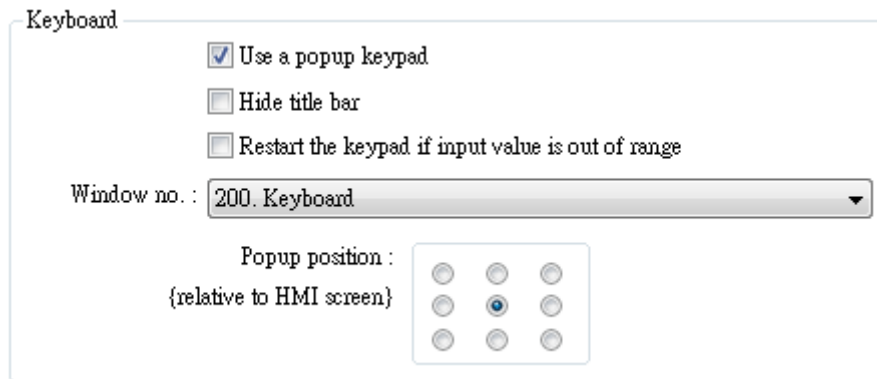 Keyboard
Use a popup keypad
Hide title bar
Restart the keypad if input value is out of range
Window no. : 200. Keyboard
Popup position :
{relative to HMI screen}